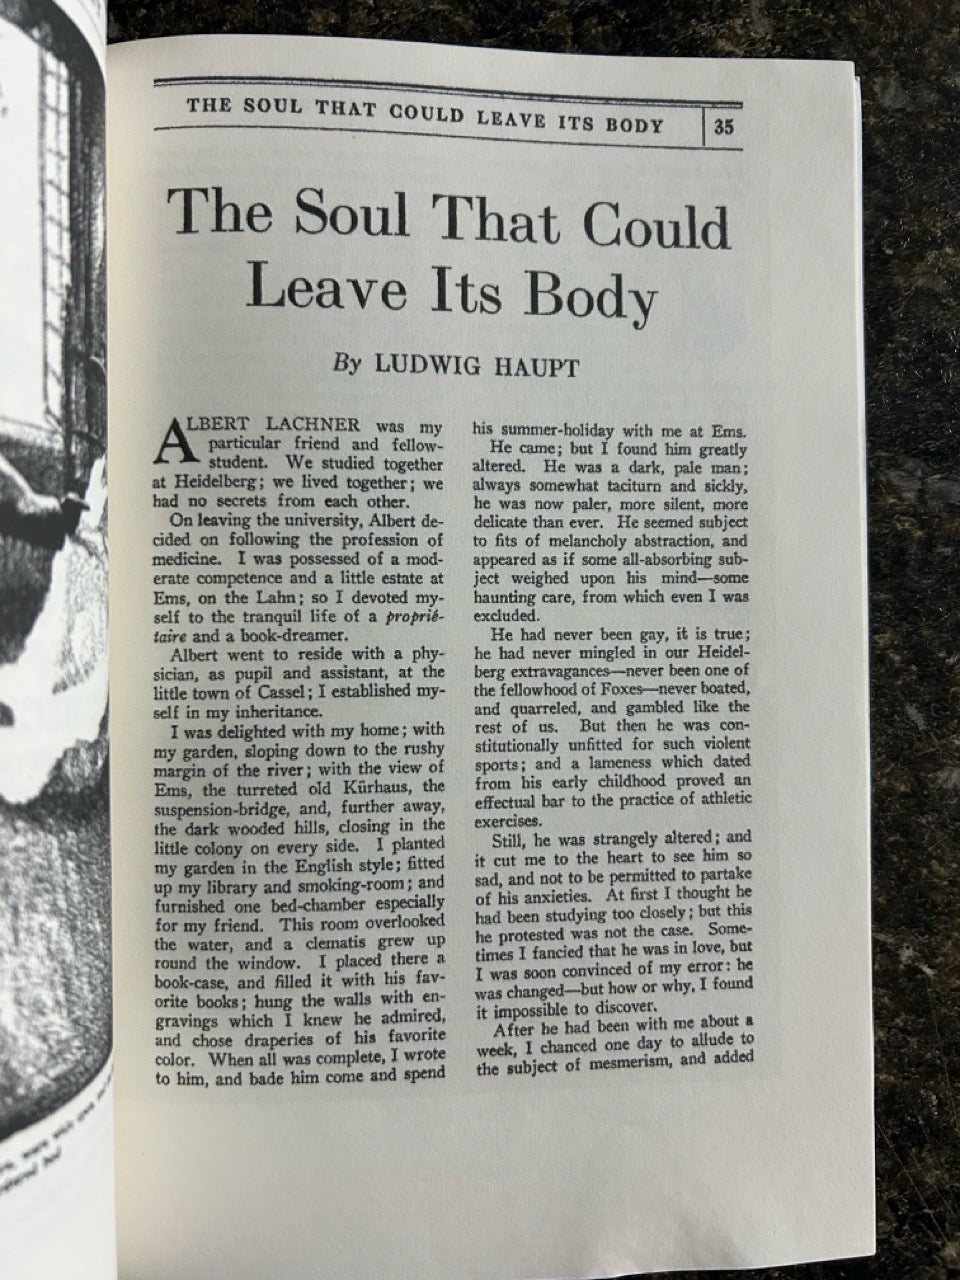 THE SOUL THAT COULD LEAVE ITS BODY 35
The Soul That Could
Leave Its Body
By LUDWIG HAUPT
ALBERT LACHNER was my
particular friend and fellow-
student. We studied together
at Heidelberg; we lived together; we
had no secrets from each other.
On leaving the university, Albert de-
cided on following the profession of
medicine. I was possessed of a mod-
erate competence and a little estate at
Ems, on the Lahn; so I devoted my-
self to the tranquil life of a proprié-
taire and a book-dreamer.
Albert went to reside with a phy-
sician, as pupil and assistant, at the
little town of Cassel; I established my-
self in my inheritance.
I was delighted with my home; with
my garden, sloping down to the rushy
margin of the river; with the view of
Ems, the turreted old Kürhaus, the
suspension-bridge, and, further away,
the dark wooded hills, closing in the
little colony on every side. I planted
my garden in the English style; fitted
up my library and smoking-room; and
furnished one bed-chamber especially
for my friend. This room overlooked
the water, and a clematis grew up
round the window. I placed there a
book-case, and filled it with his fav-
orite books; hung the walls with en-
gravings which I knew he admired,
and chose draperies of his favorite
color. When all was complete, I wrote
to him, and bade him come and spend
his summer-holiday with me at Ems.
He came; but I found him greatly
altered. He was a dark, pale man;
always somewhat taciturn and sickly,
he was now paler, more silent, more
delicate than ever. He seemed subject
to fits of melancholy abstraction, and
appeared as if some all-absorbing sub-
ject weighed upon his mind—some
haunting care, from which even I was
excluded.
He had never been gay, it is true;
he had never mingled in our Heidel-
berg extravagances—never been one of
the fellowhood of Foxes—never boated,
and quarreled, and gambled like the
rest of us. But then he was con-
stitutionally unfitted for such violent
sports; and a lameness which dated
from his early childhood proved an
effectual bar to the practice of athletic
exercises.
Still, he was strangely altered; and
it cut me to the heart to see him so
sad, and not to be permitted to partake
of his anxieties. At first I thought he
had been studying too closely; but this
he protested was not the case. Some-
times I fancied that he was in love, but
I was soon convinced of my error: he
was changed—but how or why, I found
it impossible to discover.
After he had been with me about a
week, I chanced one day to allude to
the subject of mesmerism, and added